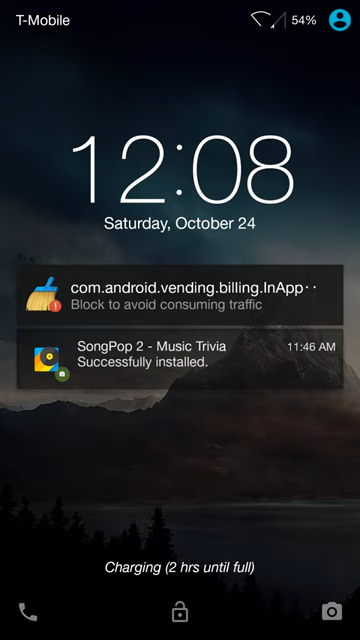 T-Mobile 54%
12:08
Saturday, October 24
com.android.vending.billing.InApp··
Block to avoid consuming traffic
SongPop 2 - Music Trivia 11:46 AM
Successfully installed.
Charging (2 hrs until full)